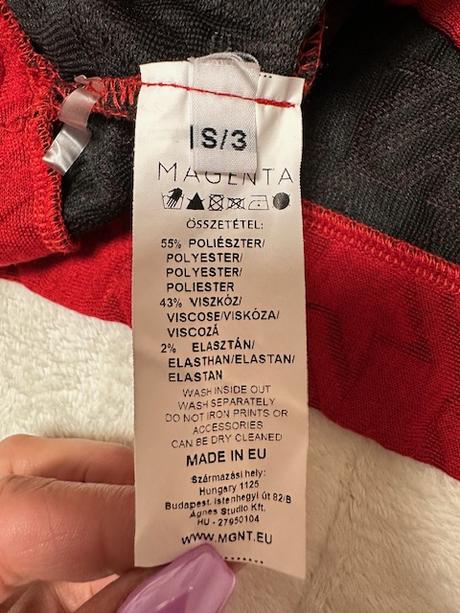 IS/3
MAGENTA
ÖSSZETÉTEL:
55% POLIÉSZTER/
POLYESTER/
POLYESTER/
POLIESTER
43% VISZKÓZ/
VISCOSE/VISKÓZA/
VISCOZĂ
2% ELASZTÁN/
ELASTHAN/ELASTAN/
ELASTAN
WASH INSIDE OUT
WASH SEPARATELY
DO NOT IRON PRINTS OR
ACCESSORIES
CAN BE DRY CLEANED
MADE IN EU
Származási hely:
Hungary 1125
Budapest, Istenhegyi út 82/B
Ágnes Studio Kft.
HU - 27950104
WWW.MGNT.EU